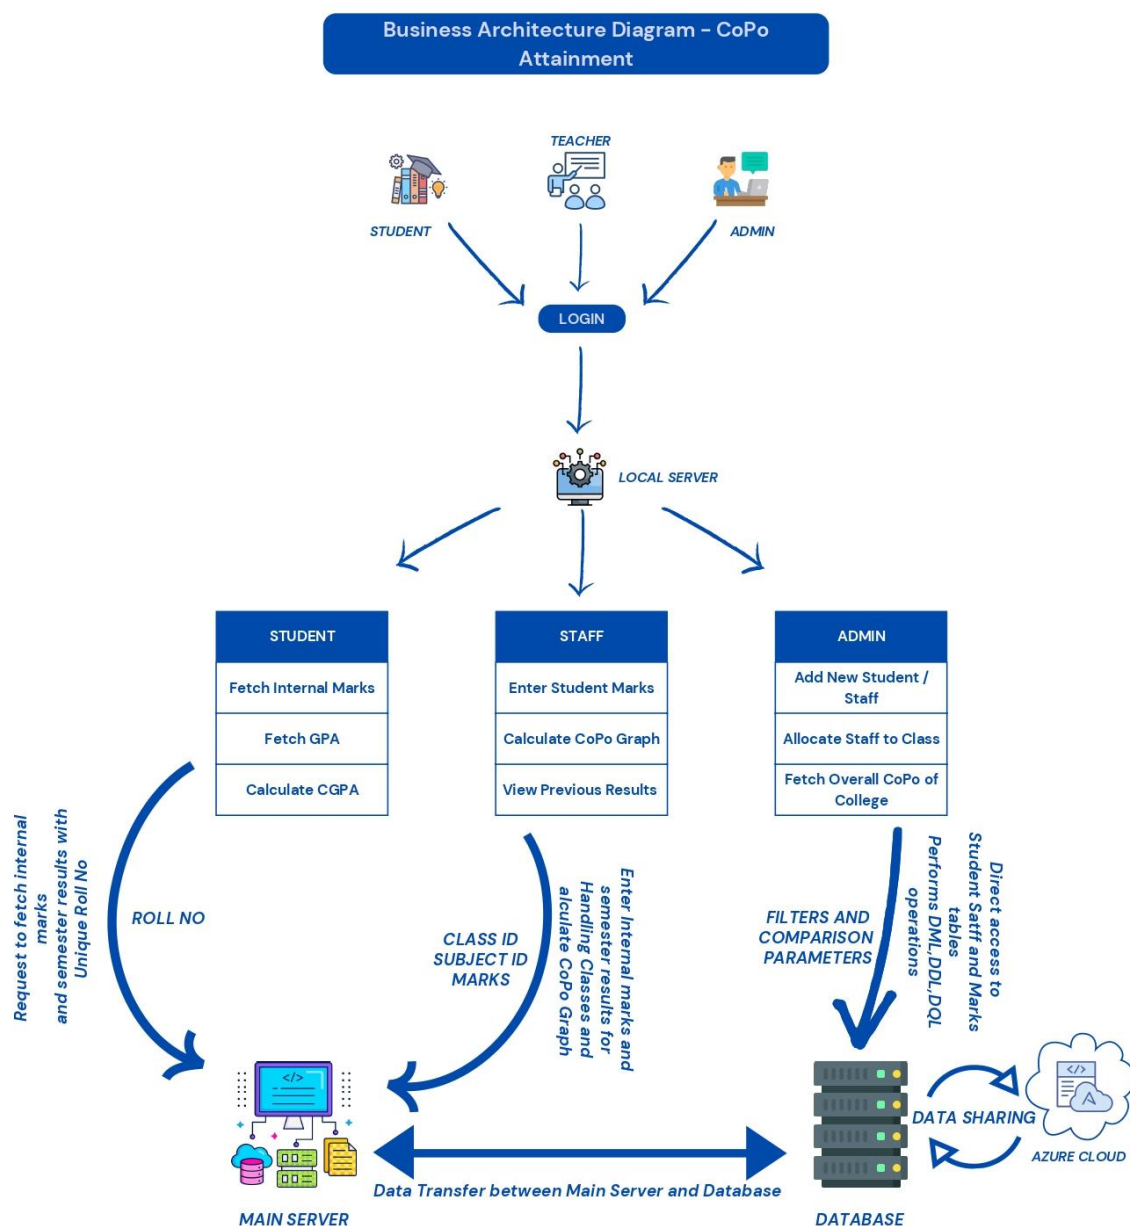 Business Architecture Diagram - CoPo
Attainment
TEACHER
STUDENT
ADMIN
LOGIN
LOCAL SERVER
STUDENT
Fetch Internal Marks
Fetch GPA
Calculate CGPA
STAFF
Enter Student Marks
Calculate CoPo Graph
View Previous Results
ADMIN
Add New Student /
Staff
Allocate Staff to Class
Fetch Overall CoPo of
College
Request to fetch internal
marks
and semester results with
Unique Roll No
ROLL NO
CLASS ID
SUBJECT ID
MARKS
Enter Internal marks and
semester results for
Handling Classes and
alculate CoPo Graph
FILTERS AND
COMPARISON
PARAMETERS
Direct access to
Student Satff and Marks
tables
Performs DML,DDL,DQL
operations
</>
</>
DATA SHARING
AZURE CLOUD
Data Transfer between Main Server and Database
MAIN SERVER
DATABASE